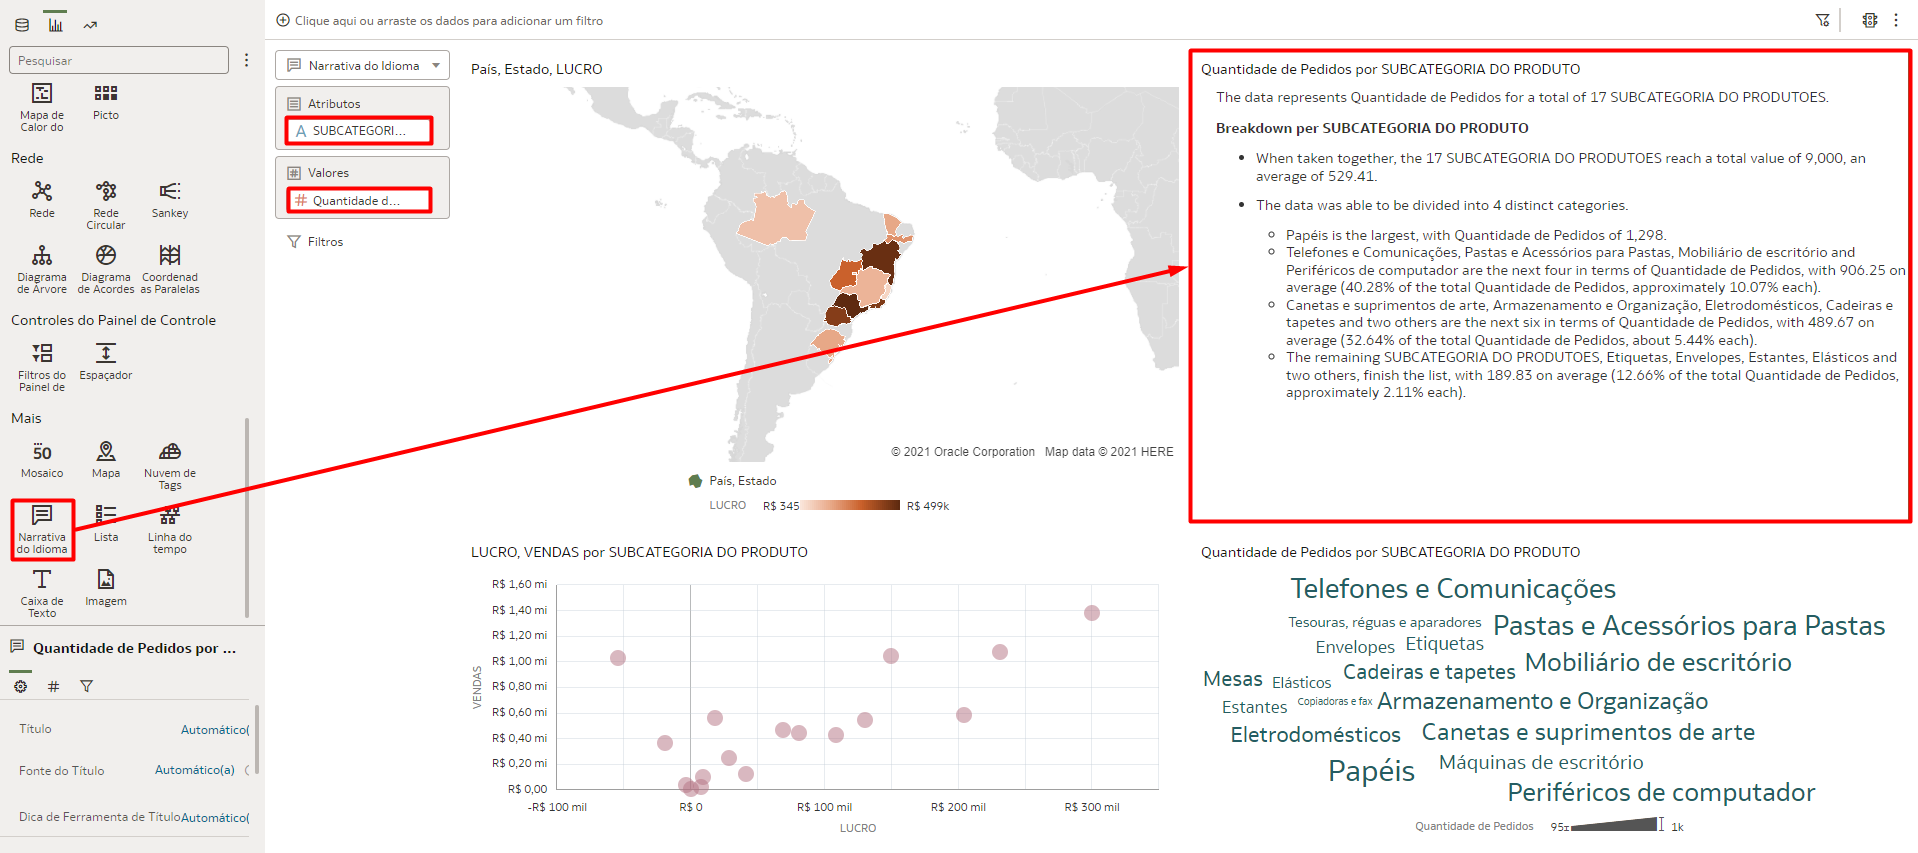 Clique aqui ou arraste os dados para adicionar um filtro
Pesquisar
Mapa de
Calor do
Picto
Rede
Rede
Rede
Circular
Sankey
Diagrama
de Árvore
Diagrama
de Acordes
Coordenad
as Paralelas
Controles do Painel de Controle
Filtros do
Painel de
Espaçador
Mais
50
Mosaico
Mapa
Nuvem de
Tags
Narrativa
do Idioma
Lista
Linha do
tempo
Caixa de
Texto
Imagem
Quantidade de Pedidos por ...
Título
Automático(
Fonte do Título
Automático(a)
Dica de Ferramenta de Título
Automático(
Narrativa do Idioma
Atributos
A SUBCATEGORI...
Valores
# Quantidade d...
Filtros
País, Estado, LUCRO
© 2021 Oracle Corporation Map data © 2021 HERE
País, Estado
LUCRO R$ 345 R$ 499k
Quantidade de Pedidos por SUBCATEGORIA DO PRODUTO
The data represents Quantidade de Pedidos for a total of 17 SUBCATEGORIA DO PRODUTOES.
Breakdown per SUBCATEGORIA DO PRODUTO
When taken together, the 17 SUBCATEGORIA DO PRODUTOES reach a total value of 9,000, an
average of 529.41.
The data was able to be divided into 4 distinct categories.
Papéis is the largest, with Quantidade de Pedidos of 1,298.
Telefones e Comunicações, Pastas e Acessórios para Pastas, Mobiliário de escritório and
Periféricos de computador are the next four in terms of Quantidade de Pedidos, with 906.25 on
average (40.28% of the total Quantidade de Pedidos, approximately 10.07% each).
Canetas e suprimentos de arte, Armazenamento e Organização, Eletrodomésticos, Cadeiras e
tapetes and two others are the next six in terms of Quantidade de Pedidos, with 489.67 on
average (32.64% of the total Quantidade de Pedidos, about 5.44% each).
The remaining SUBCATEGORIA DO PRODUTOES, Etiquetas, Envelopes, Estantes, Elásticos and
two others, finish the list, with 189.83 on average (12.66% of the total Quantidade de Pedidos,
approximately 2.11% each).
LUCRO, VENDAS por SUBCATEGORIA DO PRODUTO
VENDAS
R$ 1,60 mi
R$ 1,40 mi
R$ 1,20 mi
R$ 1,00 mi
R$ 0,80 mi
R$ 0,60 mi
R$ 0,40 mi
R$ 0,20 mi
R$ 0,00
-R$ 100 mil
R$ 0
R$ 100 mil
R$ 200 mil
R$ 300 mil
LUCRO
Quantidade de Pedidos por SUBCATEGORIA DO PRODUTO
Telefones e Comunicações
Tesouras, réguas e aparadores
Pastas e Acessórios para Pastas
Envelopes
Etiquetas
Mobiliário de escritório
Mesas
Elásticos
Cadeiras e tapetes
Estantes
Copiadoras e fax
Armazenamento e Organização
Eletrodomésticos
Canetas e suprimentos de arte
Papéis
Máquinas de escritório
Periféricos de computador
Quantidade de Pedidos 95 1k